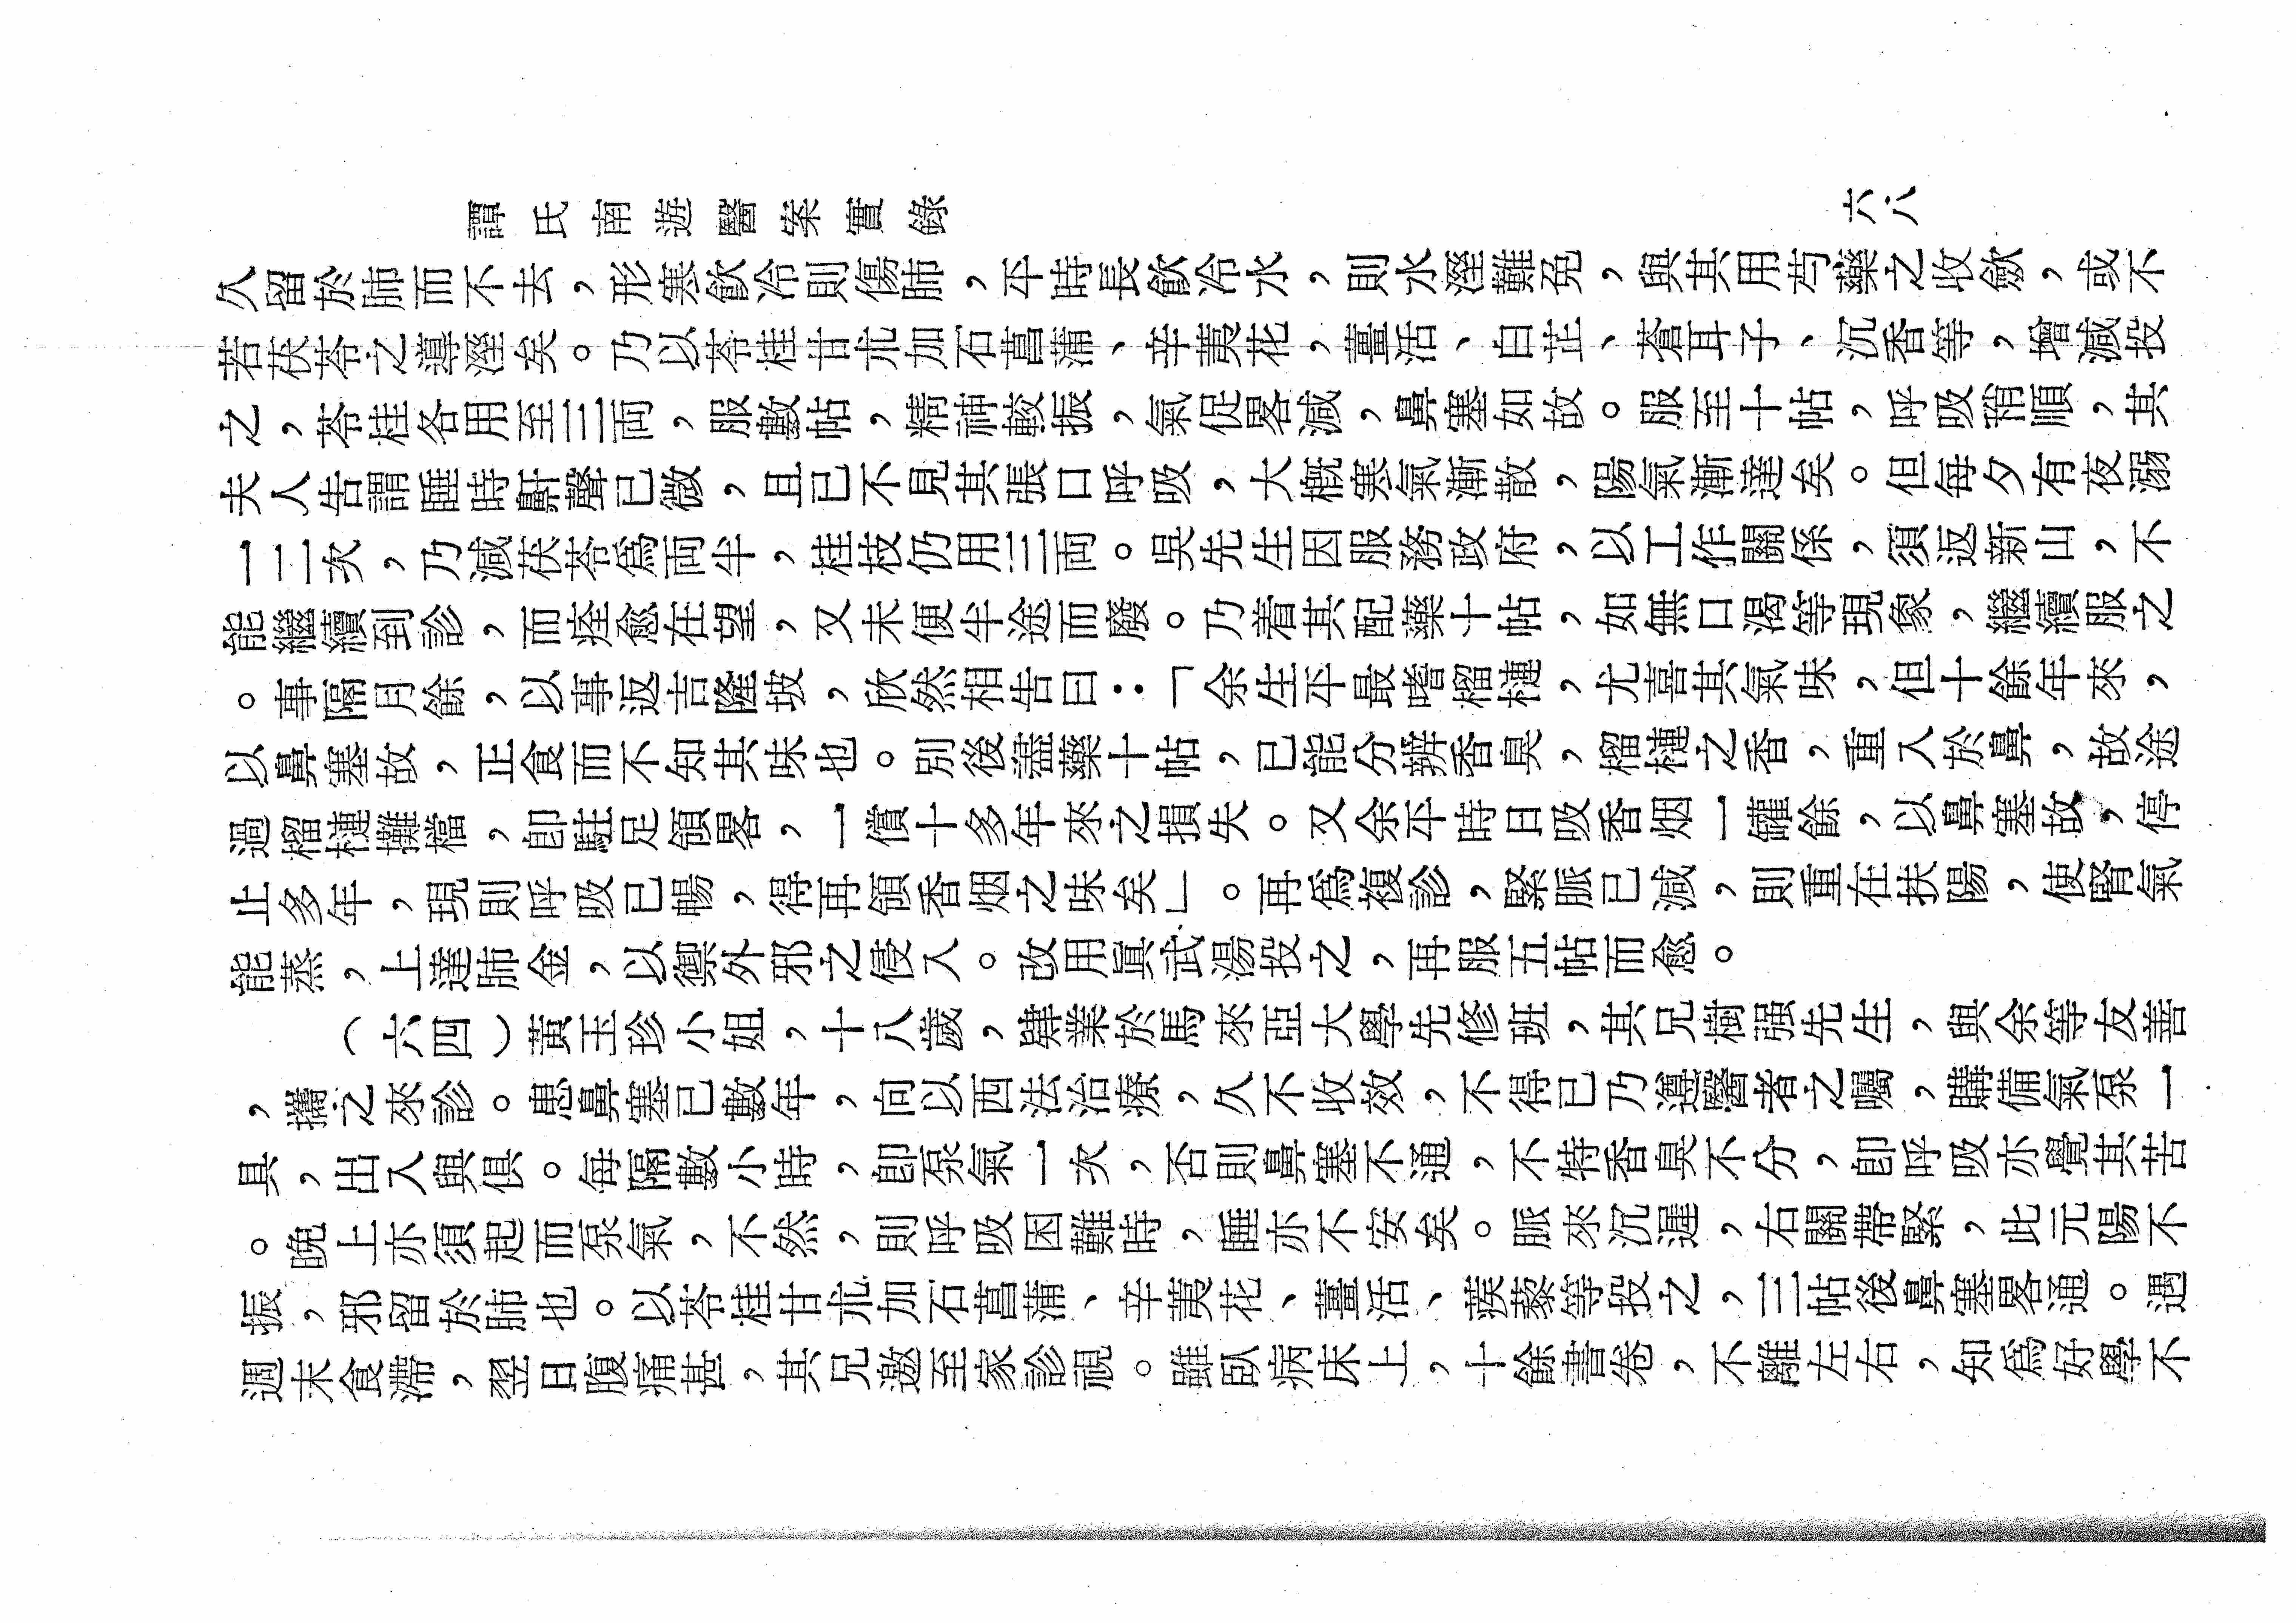 譚氏南遊醫案實錄
六八
久留於肺而不去，形寒飲冷則傷肺，平時長飲冷水，則水溼難免，與其用芍藥之收斂，或不
若茯苓之導溼矣。乃以苓桂甘朮加石菖蒲、辛荑花，薑活、白芷、蒼耳子、沉香等，增減投
之，苓桂各用至三両，服數帖，精神較振，氣促畧減，鼻塞如故。服至十帖，呼吸稍順，其
夫人告謂睡時鼾聲已微，且已不見其張口呼吸，大概寒氣漸散，陽氣漸達矣。但每夕有夜溺
一二次，乃減茯苓爲両半，桂枝仍用三両。吳先生因服務政府，以工作關係，須返新山，不
能繼續到診，而痊愈在望，又未便半途而廢。乃着其配藥十帖，如無口渴等現象，繼續服之
。事隔月餘，以事返吉隆坡，欣然相告曰：「余生平最嗜榴槤，尤喜其氣味，但十餘年來，
以鼻塞故，正食而不知其味也。別後盡藥十帖，已能分辨香臭，榴槤之香，重入於鼻，故途
過榴槤攤檔，卽駐足領畧，一償十多年來之損失。又余平時日吸香烟一罐餘，以鼻塞故，停
止多年，現則呼吸已暢，得再領香烟之味矣」。再爲複診，緊脈已減，則重在扶陽，使腎氣
能蒸，上達肺金，以禦外邪之侵入。改用眞武湯投之，再服五帖而愈。
（六四）黃玉珍小姐，十八歲，肄業於馬來亞大學先修班，其兄樹强先生，與余等友善
，攜之來診。患鼻塞已數年，向以西法治療，久不收效，不得已乃遵醫者之囑，購備氣泵一
具，出入與俱。每隔數小時，卽泵氣一次，否則鼻塞不通，不特香臭不分，卽呼吸亦覺其苦
。晚上亦須起而泵氣，不然，則呼吸困難時，睡亦不安矣。脈來沉遲，右關帶緊，此元陽不
振，邪留於肺也。以苓桂甘朮加石菖蒲、辛荑花、薑活、蒺藜等投之，三帖後鼻塞畧通。遇
週末食滯，翌日腹痛甚，其兄邀至家診視。雖臥病床上，十餘書卷，不離左右，知爲好學不